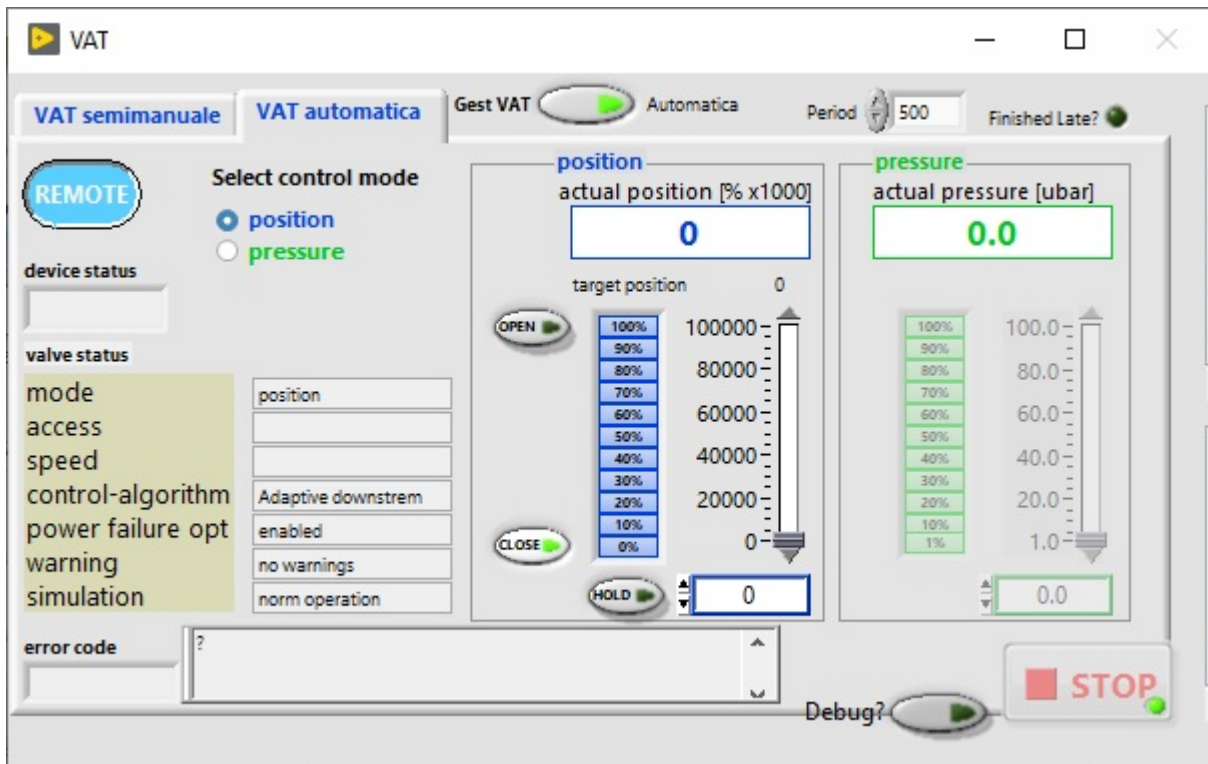 VAT
VAT semimanuale
VAT automatica
Gest VAT
Automatica
Period
500
Finished Late?
REMOTE
Select control mode
position
pressure
device status
valve status
mode
position
access
speed
control-algorithm
Adaptive downstrem
power failure opt
enabled
warning
no warnings
simulation
norm operation
error code
?
position
actual position [% x1000]
0
target position
0
OPEN
100%
90%
80%
70%
60%
50%
40%
30%
20%
10%
0%
100000
80000
60000
40000
20000
0
CLOSE
HOLD
0
pressure
actual pressure [ubar]
0.0
100%
90%
80%
70%
60%
50%
40%
30%
20%
10%
1%
100.0
80.0
60.0
40.0
20.0
1.0
0.0
Debug?
STOP